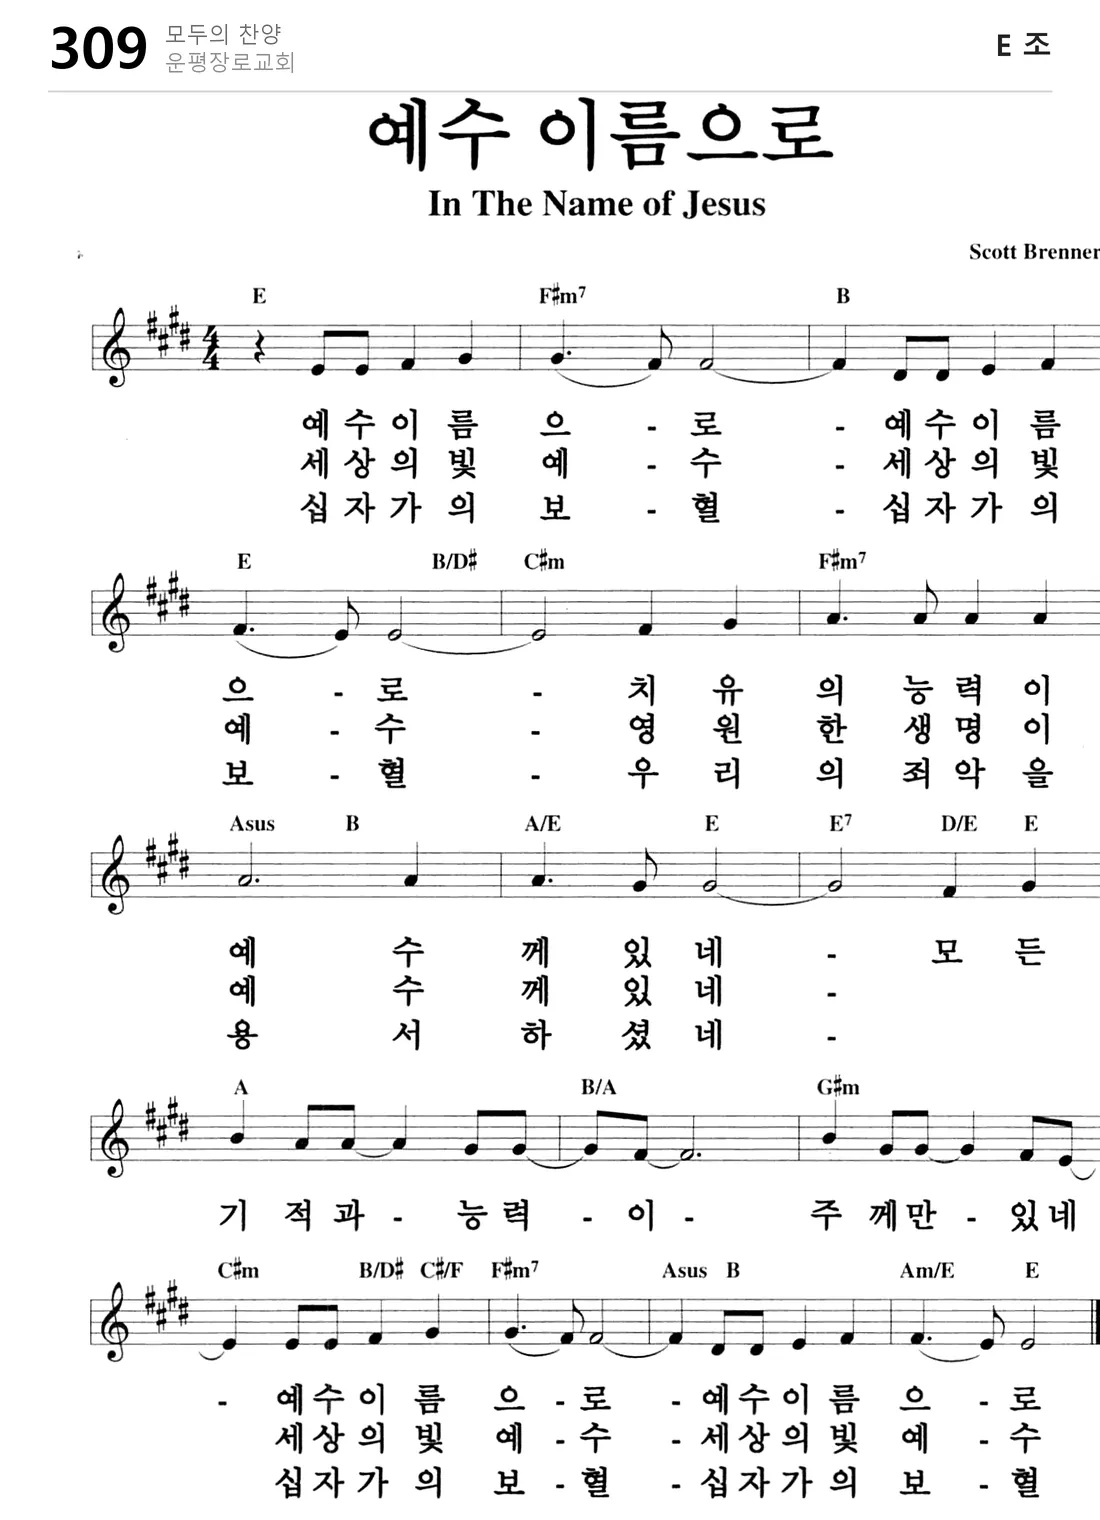 309 모두의 찬양 E 조
운평장로교회
예수 이름으로
In The Name of Jesus
Scott Brenner
E F♯m7 B
예 수 이 름 으 - 로 - 예 수 이 름
세 상 의 빛 예 - 수 - 세 상 의 빛
십 자 가 의 보 - 혈 - 십 자 가 의
E B/D♯ C♯m F♯m7
으 - 로 - 치 유 의 능 력 이
예 - 수 - 영 원 한 생 명 이
보 - 혈 - 우 리 의 죄 악 을
Asus B A/E E E7 D/E E
예 수 께 있 네 - 모 든
예 수 께 있 네 -
용 서 하 셨 네 -
A B/A G♯m
기 적 과 - 능 력 - 이 - 주 께 만 - 있 네
C♯m B/D♯ C♯/F F♯m7 Asus B Am/E E
- 예 수 이 름 으 - 로 - 예 수 이 름 으 - 로
세 상 의 빛 예 - 수 - 세 상 의 빛 예 - 수
십 자 가 의 보 - 혈 - 십 자 가 의 보 - 혈